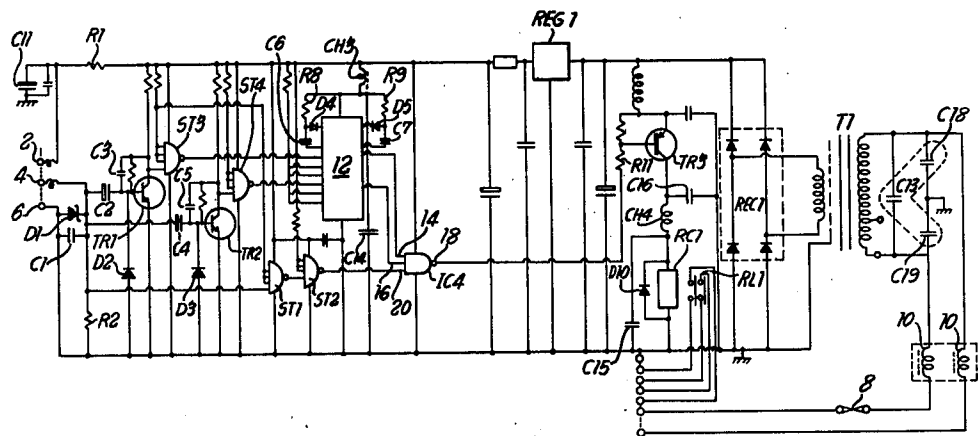 C11
R1
C6
CH3
REG 1
R8
R9
D4
D5
C7
ST4
ST3
2
4
6
C3
C5
C2
C4
TR1
TR2
D1
C1
D2
D3
R2
12
ST1
ST2
C14
14
18
16
20
IC4
R11
TR3
C16
CH4
RC1
D10
RL1
C15
REC1
T1
C18
C13
C19
10
10
8